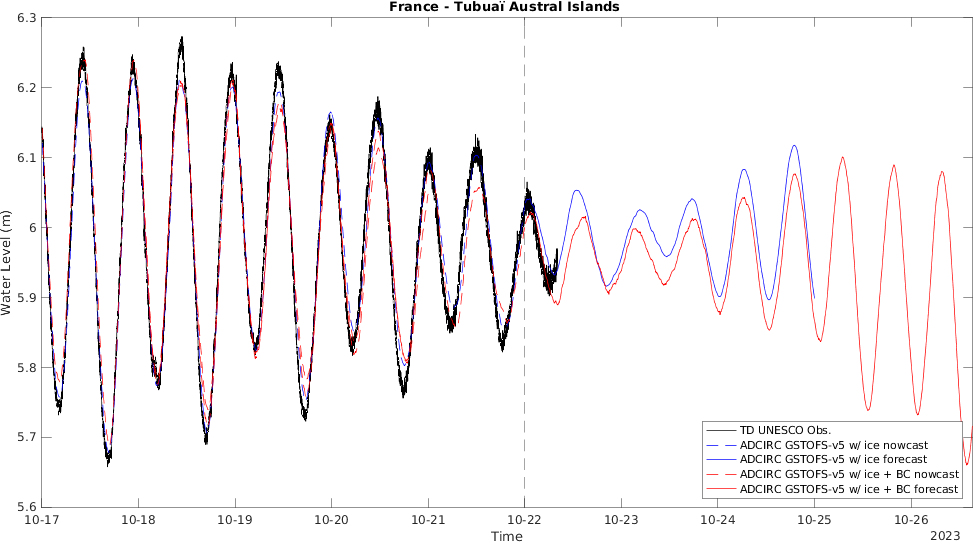 France - Tubuaï Austral Islands
6.3
6.2
6.1
6
5.9
5.8
5.7
5.6
Water Level (m)
10-17 10-18 10-19 10-20 10-21 10-22 10-23 10-24 10-25 10-26
Time
2023
TD UNESCO Obs.
ADCIRC GSTOFS-v5 w/ ice nowcast
ADCIRC GSTOFS-v5 w/ ice forecast
ADCIRC GSTOFS-v5 w/ ice + BC nowcast
ADCIRC GSTOFS-v5 w/ ice + BC forecast